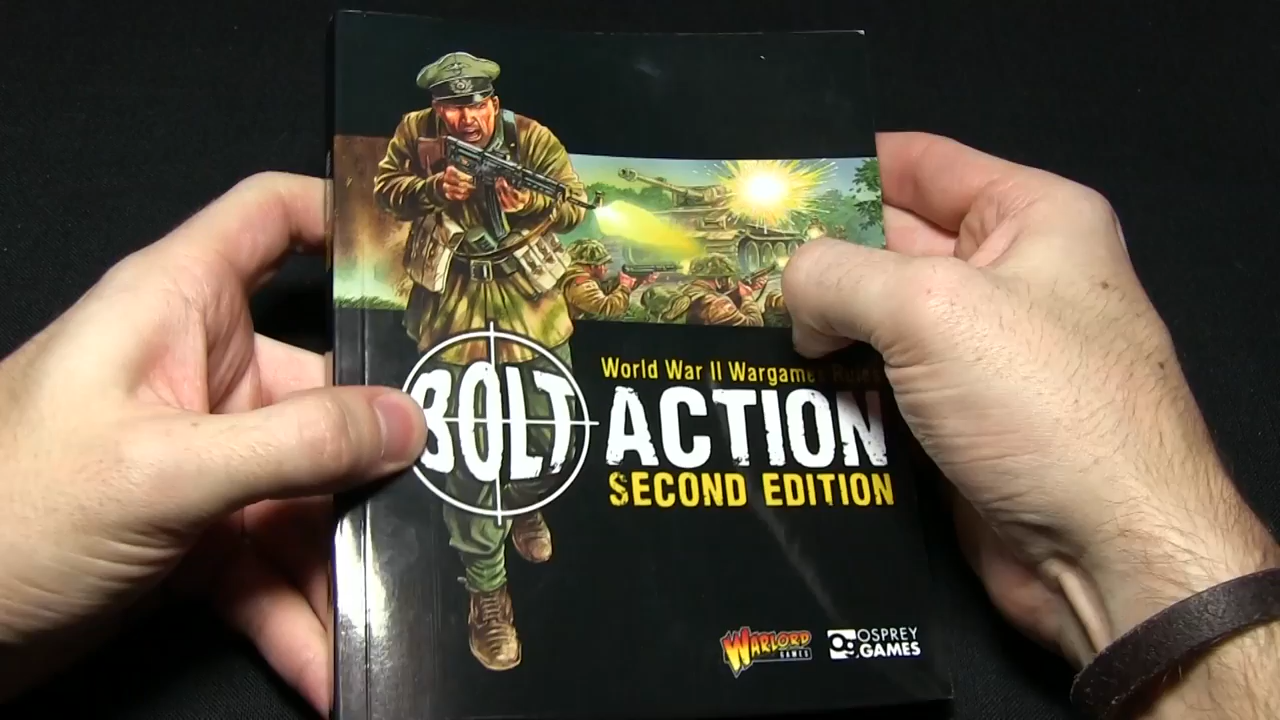 World War II Wargames Rules
BOLT ACTION
SECOND EDITION
WARLORD
GAMES
OSPREY
GAMES